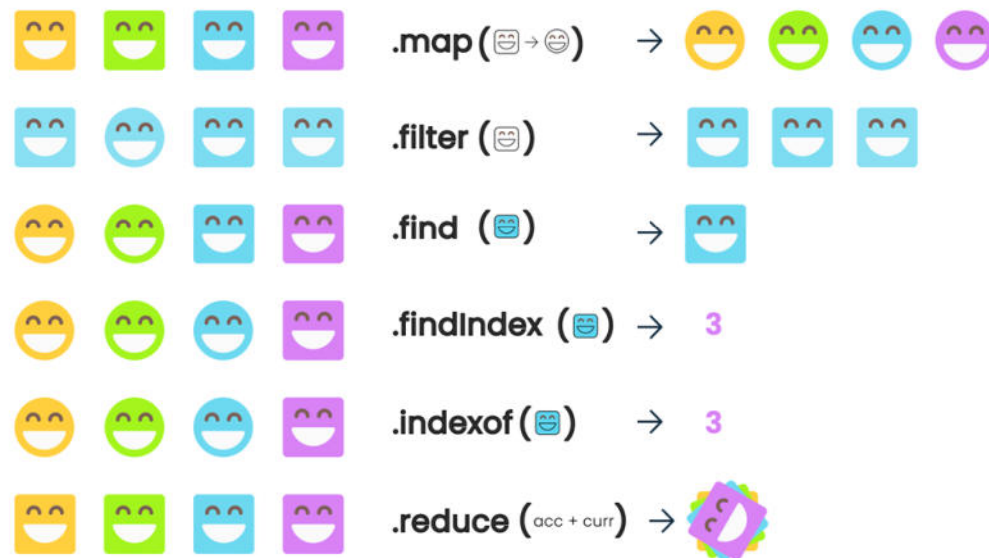 .map ( → ) →
.filter ( ) →
.find ( ) →
.findIndex ( ) → 3
.indexof ( ) → 3
.reduce (acc + curr) →